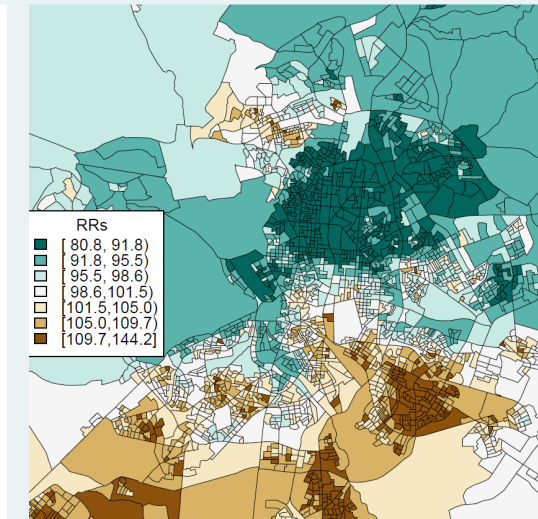 RRs
[ 80.8, 91.8)
[ 91.8, 95.5)
[ 95.5, 98.6)
[ 98.6,101.5)
[101.5,105.0)
[105.0,109.7)
[109.7,144.2]